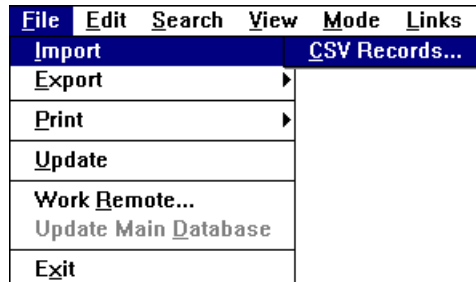 File Edit Search View Mode Links
Import CSV Records...
Export
Print
Update
Work Remote...
Update Main Database
Exit